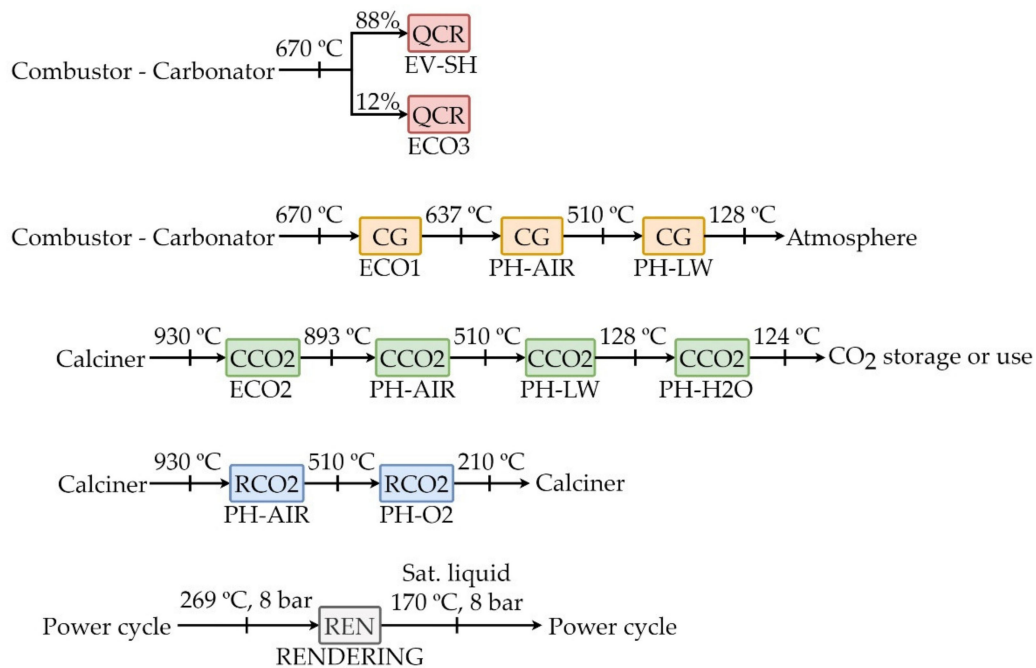 88%
QCR
EV-SH
670 ºC
Combustor - Carbonator
12%
QCR
ECO3
670 ºC 637 ºC 510 ºC 128 ºC
Combustor - Carbonator CG CG CG Atmosphere
ECO1 PH-AIR PH-LW
930 ºC 893 ºC 510 ºC 128 ºC 124 ºC
Calciner CCO2 CCO2 CCO2 CCO2 CO₂ storage or use
ECO2 PH-AIR PH-LW PH-H2O
930 ºC 510 ºC 210 ºC
Calciner RCO2 RCO2 Calciner
PH-AIR PH-O2
Sat. liquid
269 ºC, 8 bar 170 ºC, 8 bar
Power cycle REN Power cycle
RENDERING